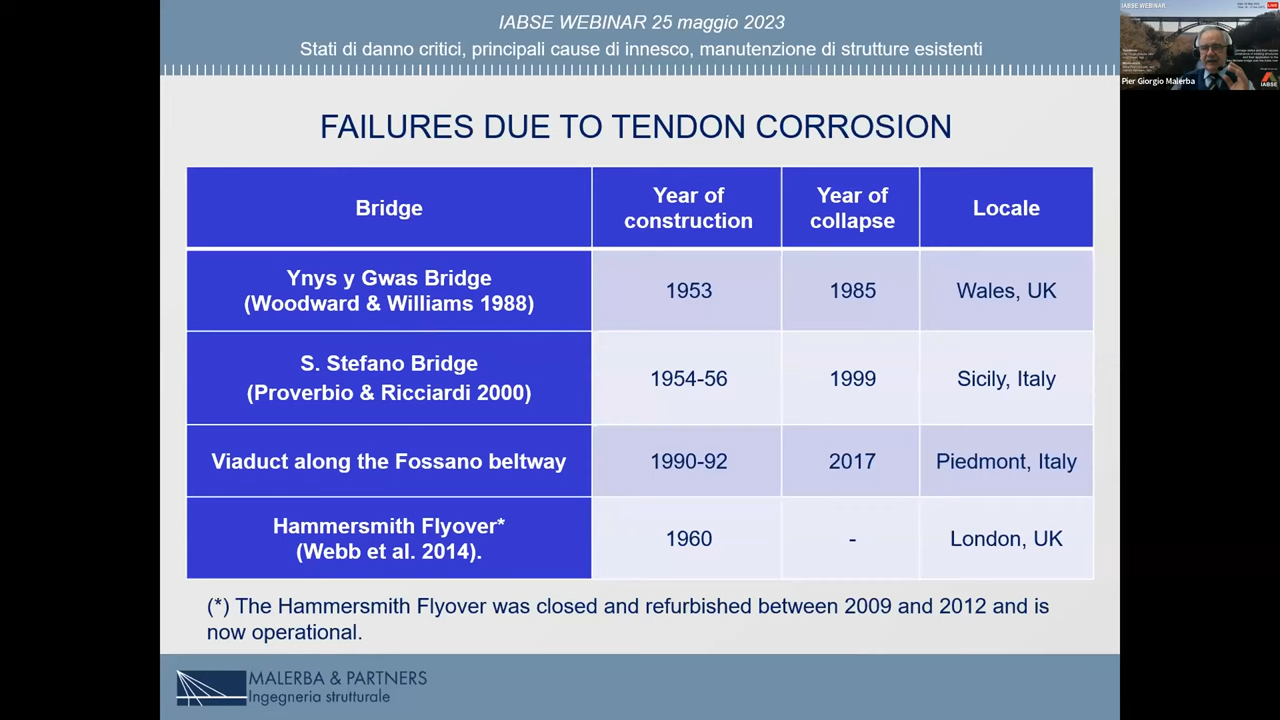 IABSE WEBINAR 25 maggio 2023
Stati di danno critici, principali cause di innesco, manutenzione di strutture esistenti
IABSE WEBINAR
LIVE
Pier Giorgio Malerba
IABSE
FAILURES DUE TO TENDON CORROSION
Bridge
Year of
construction
Year of
collapse
Locale
Ynys y Gwas Bridge
(Woodward & Williams 1988)
1953
1985
Wales, UK
S. Stefano Bridge
(Proverbio & Ricciardi 2000)
1954-56
1999
Sicily, Italy
Viaduct along the Fossano beltway
1990-92
2017
Piedmont, Italy
Hammersmith Flyover*
(Webb et al. 2014).
1960
-
London, UK
(*) The Hammersmith Flyover was closed and refurbished between 2009 and 2012 and is
now operational.
MALERBA & PARTNERS
Ingegneria strutturale